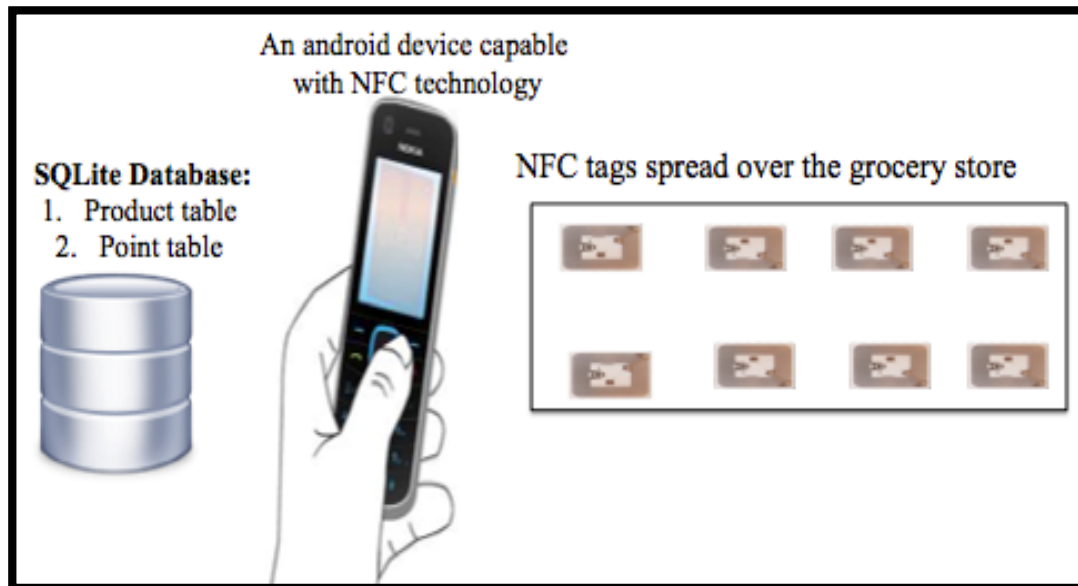 An android device capable
with NFC technology
NOKIA
SQLite Database:
1. Product table
2. Point table
NFC tags spread over the grocery store